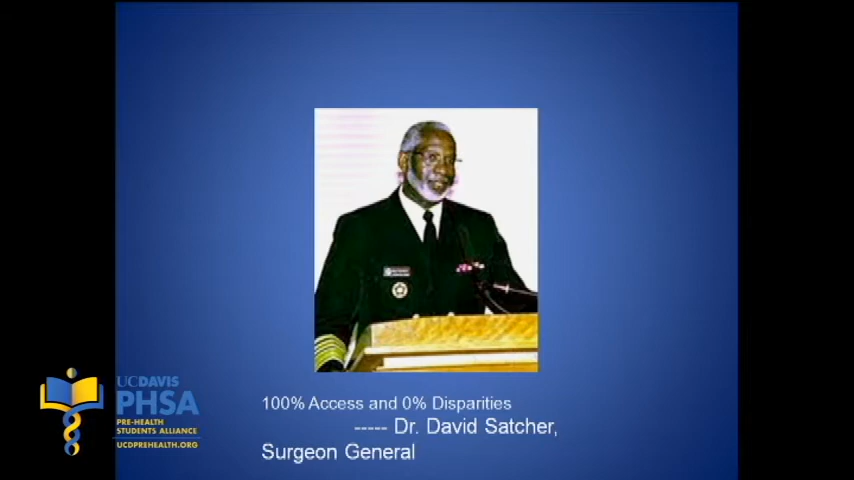 100% Access and 0% Disparities
----- Dr. David Satcher,
Surgeon General
UCDAVIS
PHSA
PRE-HEALTH
STUDENTS ALLIANCE
UCDPREHEALTH.ORG